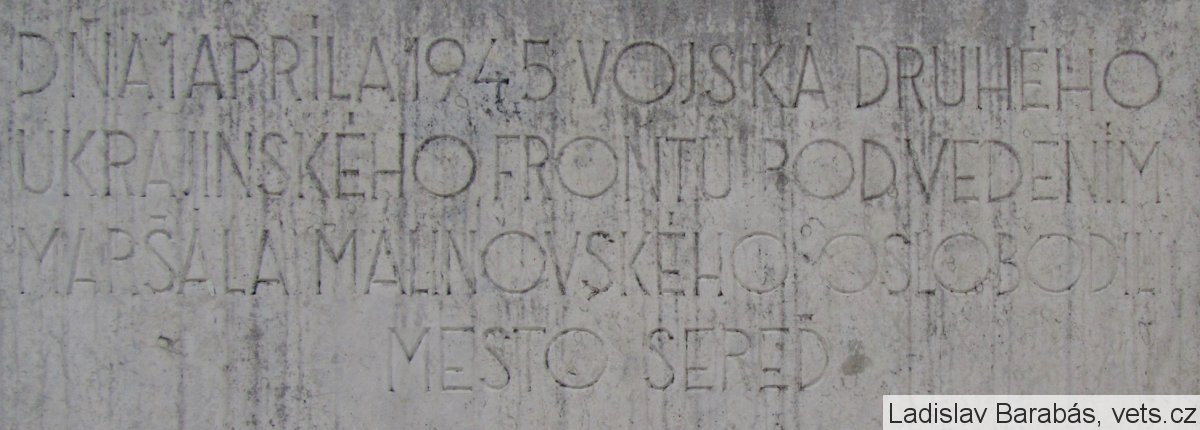 DŇA 1 APRÍLA 1945 VOJSKÁ DRUHÉHO
UKRAJINSKÉHO FRONTU POD VEDENÍM
MARŠALA MALINOVSKÉHO OSLOBODILI
MESTO SEREĎ
Ladislav Barabás, vets.cz